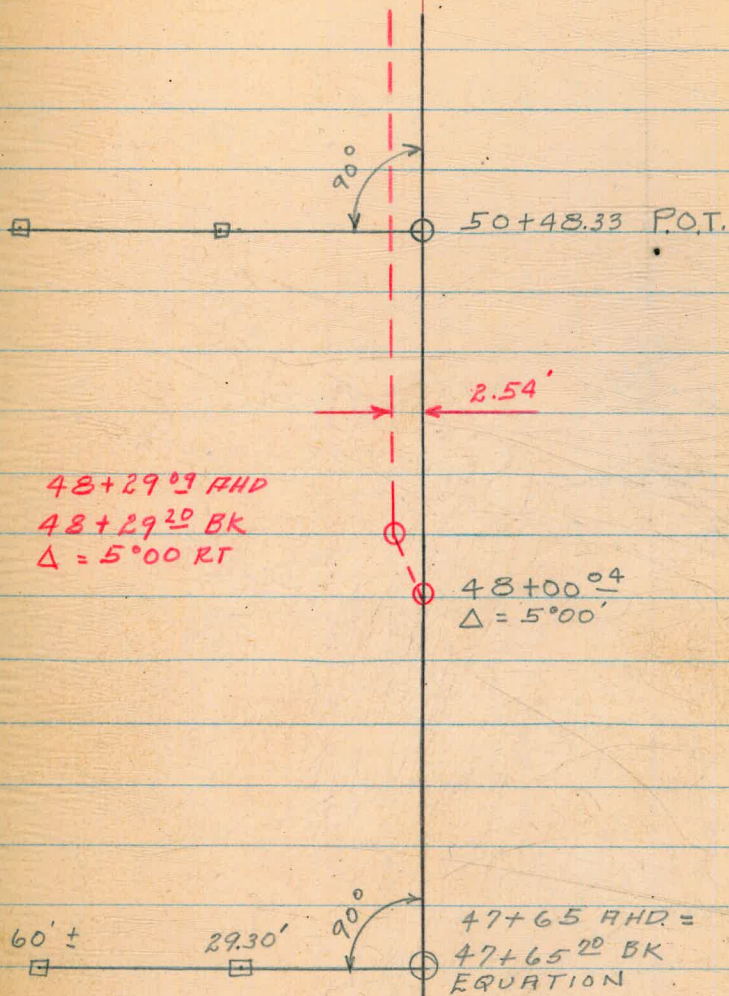 90°
50+48.33 P.O.T.
2.54'
48+29.09 AHD
48+29.20 BK
Δ = 5°00 RT
48+00.04
Δ = 5°00'
90°
60' ±
29.30'
47+65 AHD. =
47+65.20 BK
EQUATION